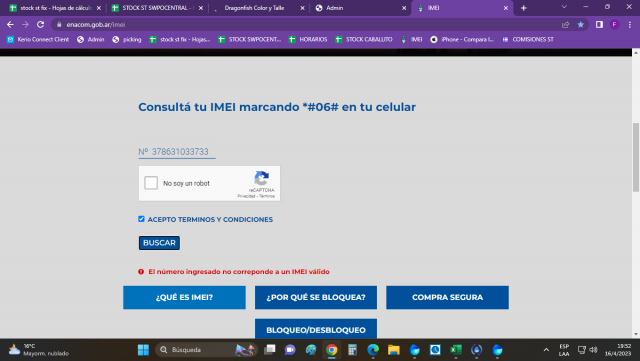 stock st fix - Hojas de cálculo
STOCK ST SWPOCENTRAL -
Dragonfish Color y Talle
Admin
IMEI
enacom.gob.ar/imei
F
Kerio Connect Client
Admin
picking
stock st fix - Hojas...
STOCK SWPOCENT...
HORARIOS
STOCK CABALLITO
IMEI
iPhone - Compara l...
COMISIONES ST
Consultá tu IMEI marcando *#06# en tu celular
Nº 378631033733
No soy un robot
reCAPTCHA
Privacidad - Términos
ACEPTO TERMINOS Y CONDICIONES
BUSCAR
El número ingresado no correponde a un IMEI válido
¿QUÉ ES IMEI?
¿POR QUÉ SE BLOQUEA?
COMPRA SEGURA
BLOQUEO/DESBLOQUEO
16°C
Mayorm. nublado
Búsqueda
ESP
LAA
19:52
16/4/2023